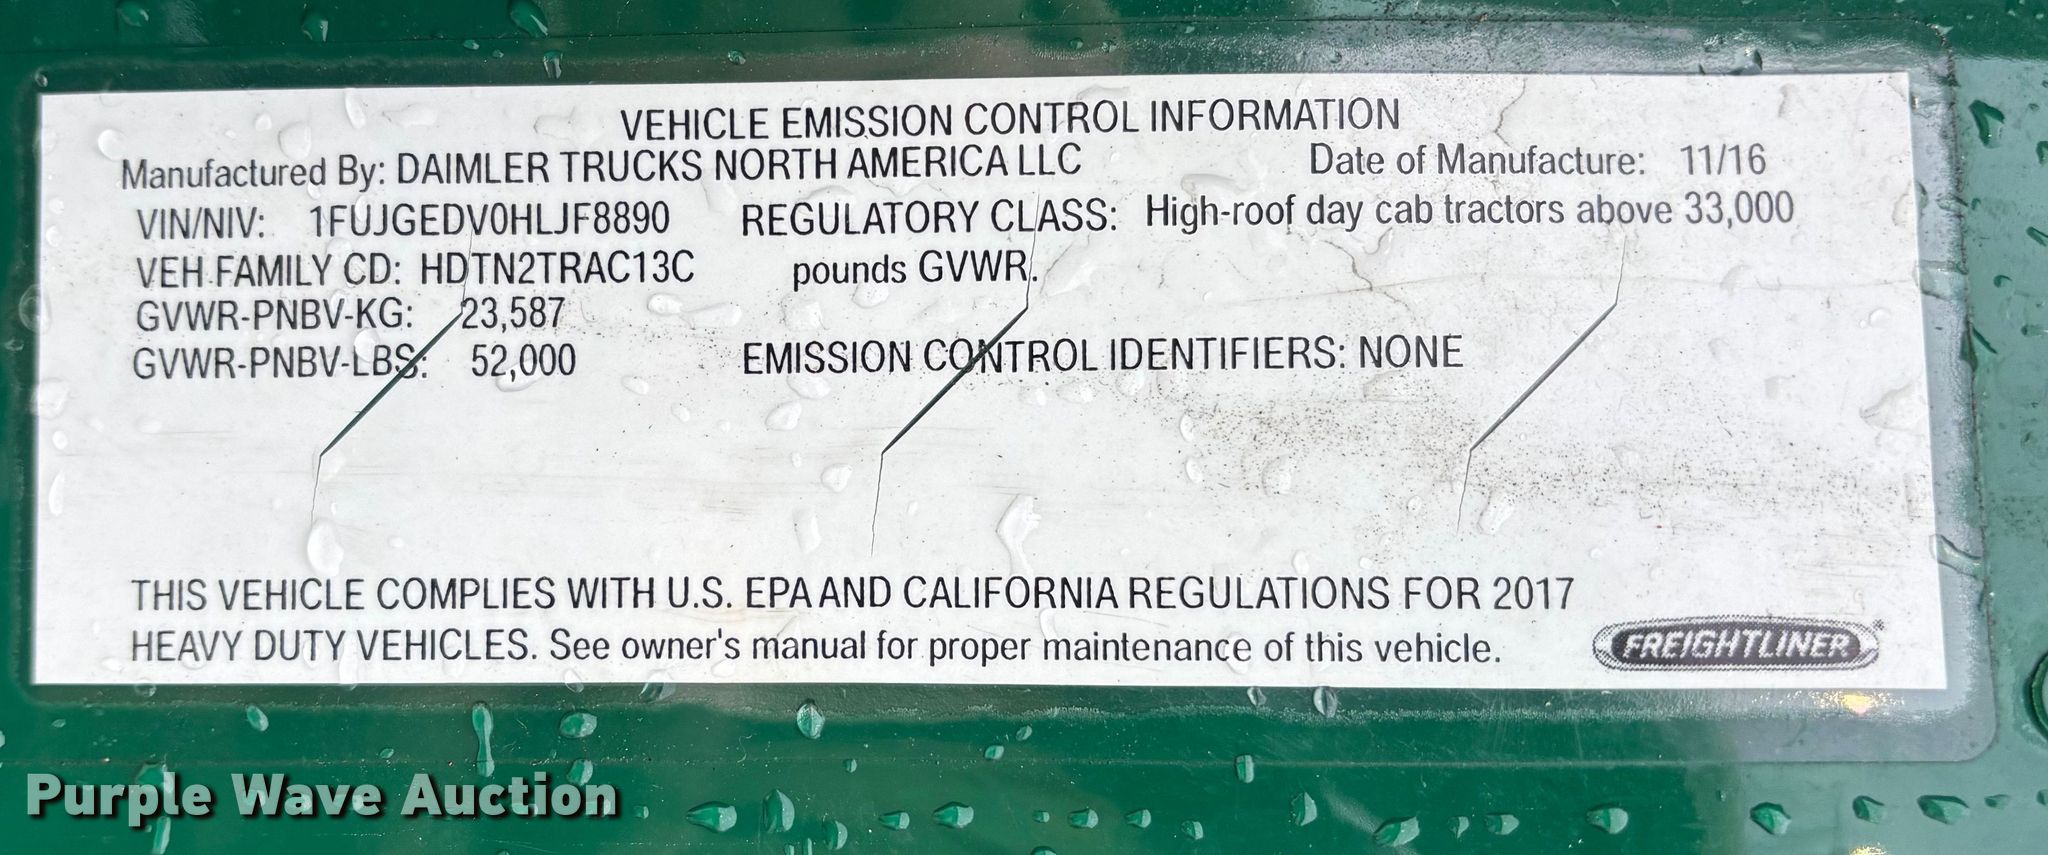 VEHICLE EMISSION CONTROL INFORMATION
Manufactured By: DAIMLER TRUCKS NORTH AMERICA LLC Date of Manufacture: 11/16
VIN/NIV: 1FUJGEDV0HLJF8890 REGULATORY CLASS: High-roof day cab tractors above 33,000
VEH FAMILY CD: HDTN2TRAC13C pounds GVWR.
GVWR-PNBV-KG: 23,587
GVWR-PNBV-LBS: 52,000 EMISSION CONTROL IDENTIFIERS: NONE
THIS VEHICLE COMPLIES WITH U.S. EPA AND CALIFORNIA REGULATIONS FOR 2017
HEAVY DUTY VEHICLES. See owner's manual for proper maintenance of this vehicle.
FREIGHTLINER
Purple Wave Auction